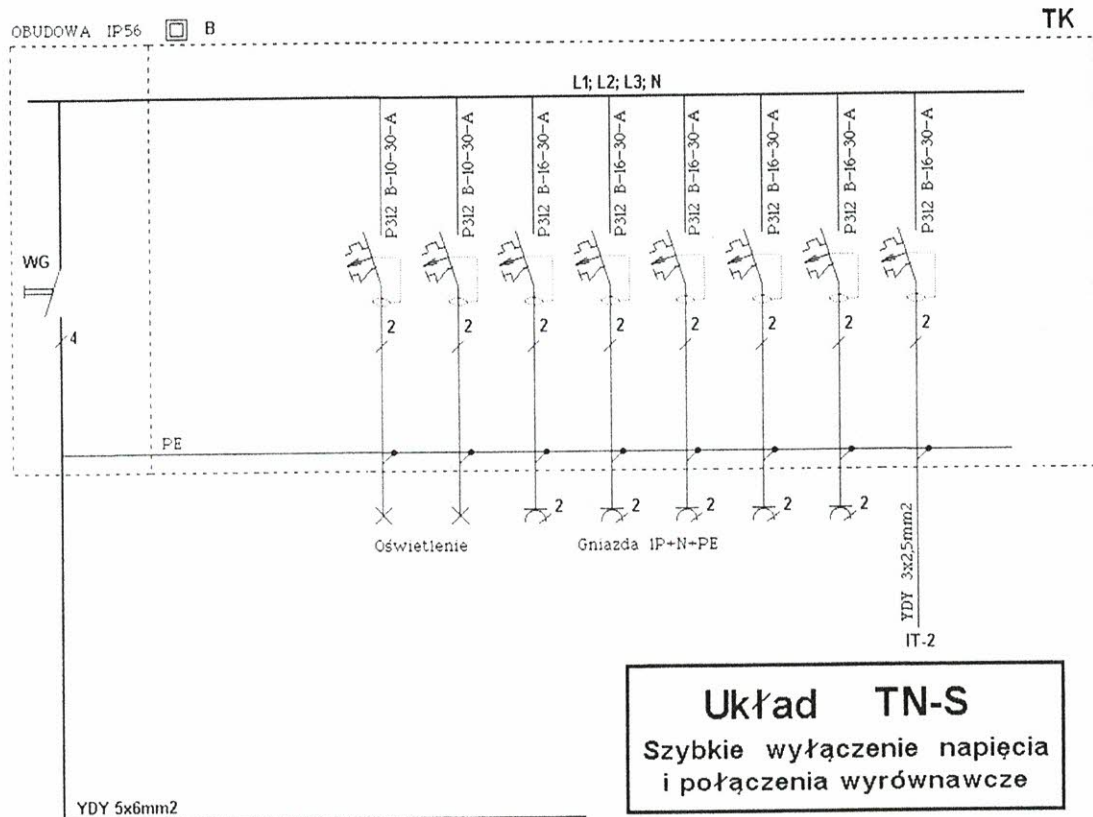 OBUDOWA IP56
B
TK
L1; L2; L3; N
P312 B-10-30-A
P312 B-10-30-A
P312 B-16-30-A
P312 B-16-30-A
P312 B-16-30-A
P312 B-16-30-A
P312 B-16-30-A
P312 B-16-30-A
WG
4
2
2
2
2
2
2
2
2
PE
2
2
2
2
2
Oświetlenie
Gniazda 1P+N+PE
YDY 3x2,5mm2
IT-2
Układ TN-S
Szybkie wyłączenie napięcia
i połączenia wyrównawcze
YDY 5x6mm2